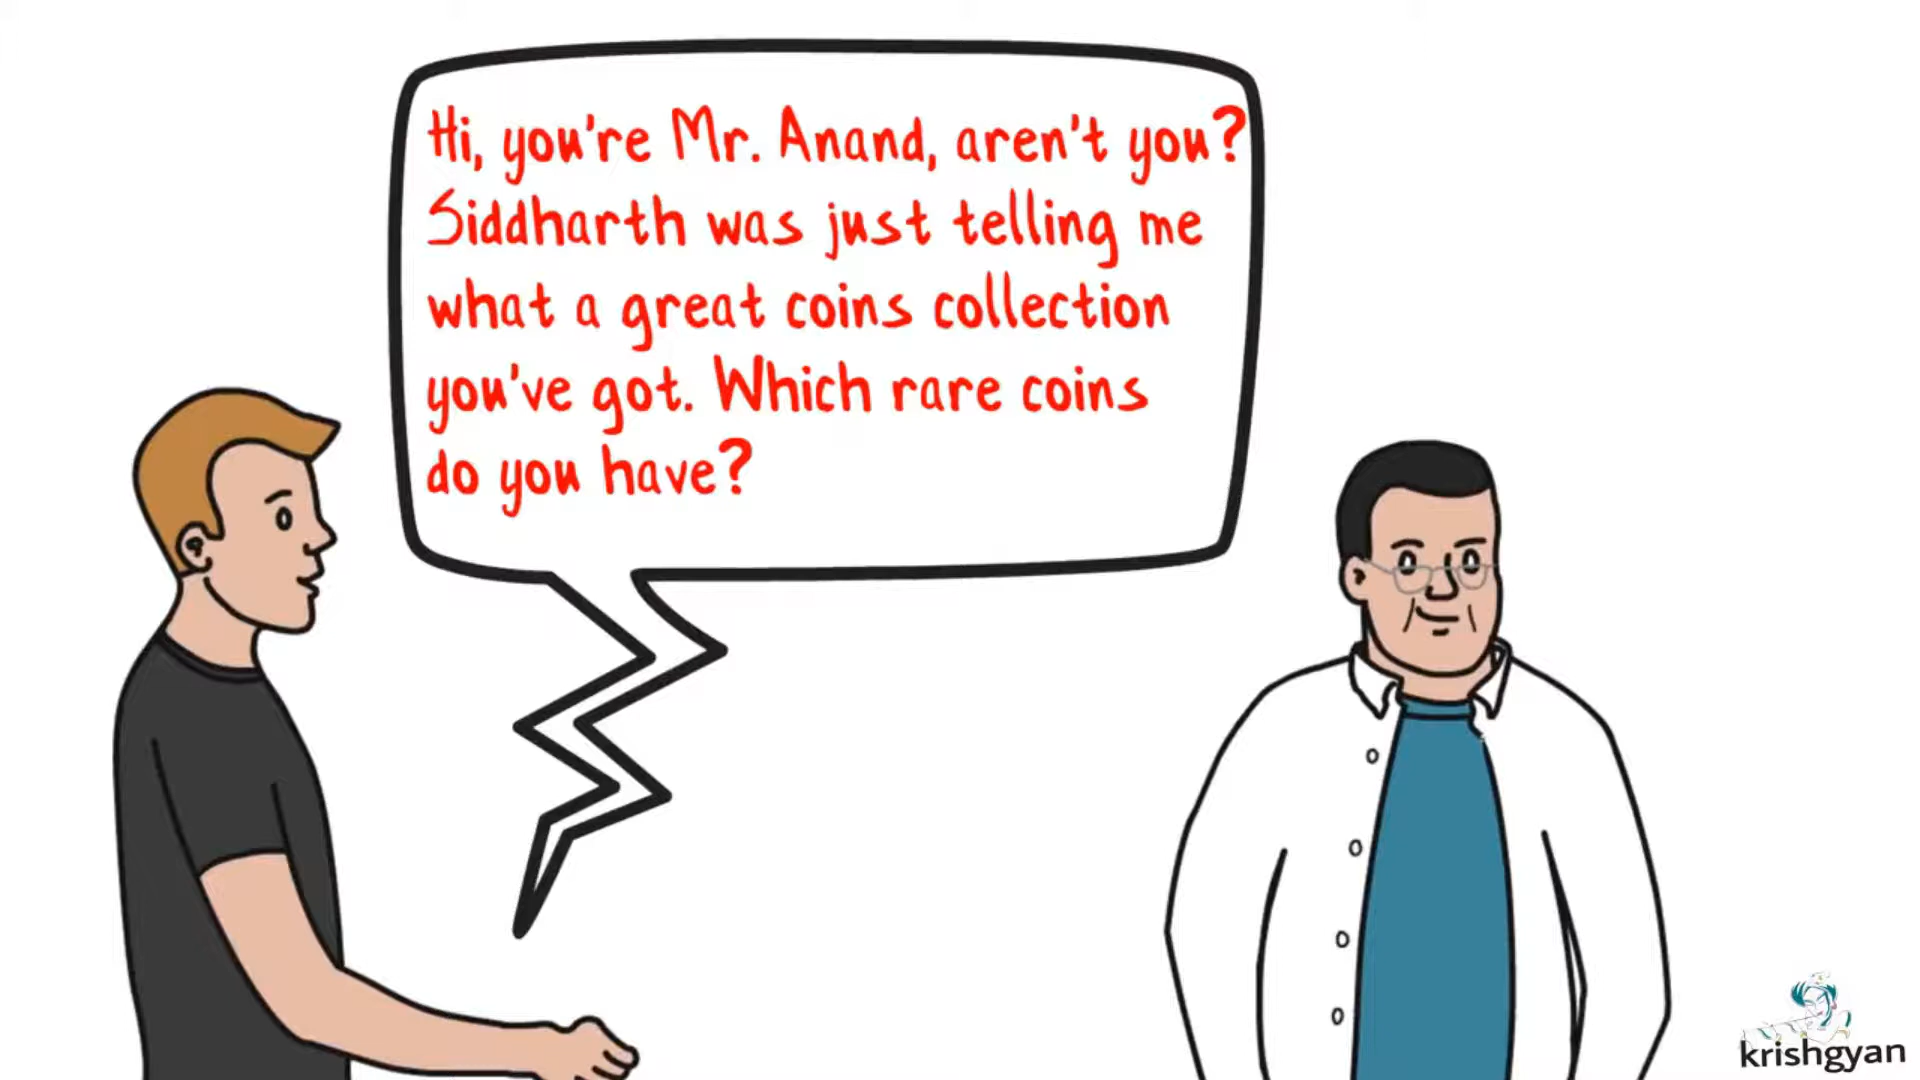 Hi, you're Mr. Anand, aren't you?
Siddharth was just telling me
what a great coins collection
you've got. Which rare coins
do you have?
krishgyan